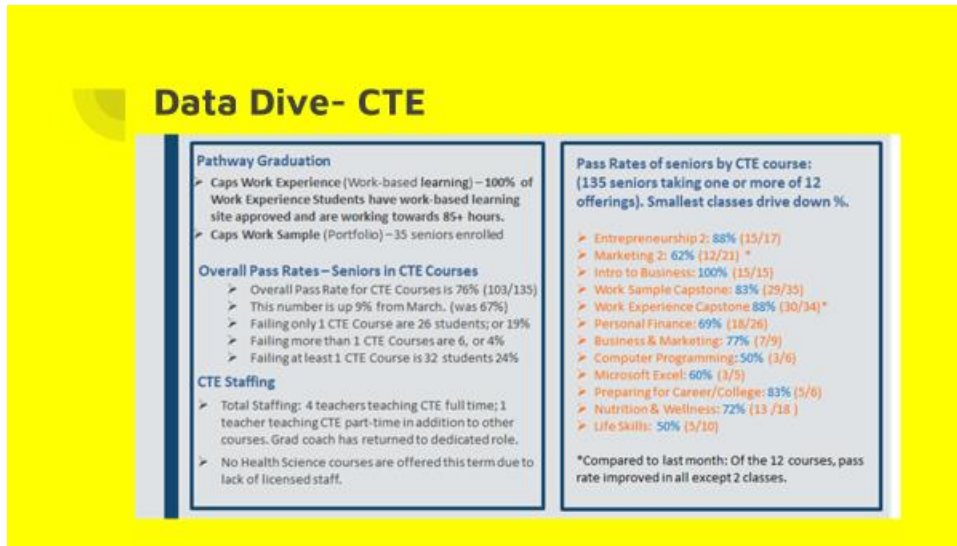 Data Dive- CTE
Pathway Graduation
➢ Caps Work Experience (Work-based learning) – 100% of
Work Experience Students have work-based learning
site approved and are working towards 85+ hours.
➢ Caps Work Sample (Portfolio) – 35 seniors enrolled
Overall Pass Rates – Seniors in CTE Courses
➢ Overall Pass Rate for CTE Courses is 76% (103/135)
➢ This number is up 9% from March. (was 67%)
➢ Failing only 1 CTE Course are 26 students; or 19%
➢ Failing more than 1 CTE Courses are 6, or 4%
➢ Failing at least 1 CTE Course is 32 students 24%
CTE Staffing
➢ Total Staffing: 4 teachers teaching CTE full time; 1
teacher teaching CTE part-time in addition to other
courses. Grad coach has returned to dedicated role.
➢ No Health Science courses are offered this term due to
lack of licensed staff.
Pass Rates of seniors by CTE course:
(135 seniors taking one or more of 12
offerings). Smallest classes drive down %.
➢ Entrepreneurship 2: 88% (15/17)
➢ Marketing 2: 62% (12/21) *
➢ Intro to Business: 100% (15/15)
➢ Work Sample Capstone: 83% (29/35)
➢ Work Experience Capstone 88% (30/34)*
➢ Personal Finance: 69% (18/26)
➢ Business & Marketing: 77% (7/9)
➢ Computer Programming: 50% (3/6)
➢ Microsoft Excel: 60% (3/5)
➢ Preparing for Career/College: 83% (5/6)
➢ Nutrition & Wellness: 72% (13 /18 )
➢ Life Skills: 50% (5/10)
*Compared to last month: Of the 12 courses, pass
rate improved in all except 2 classes.